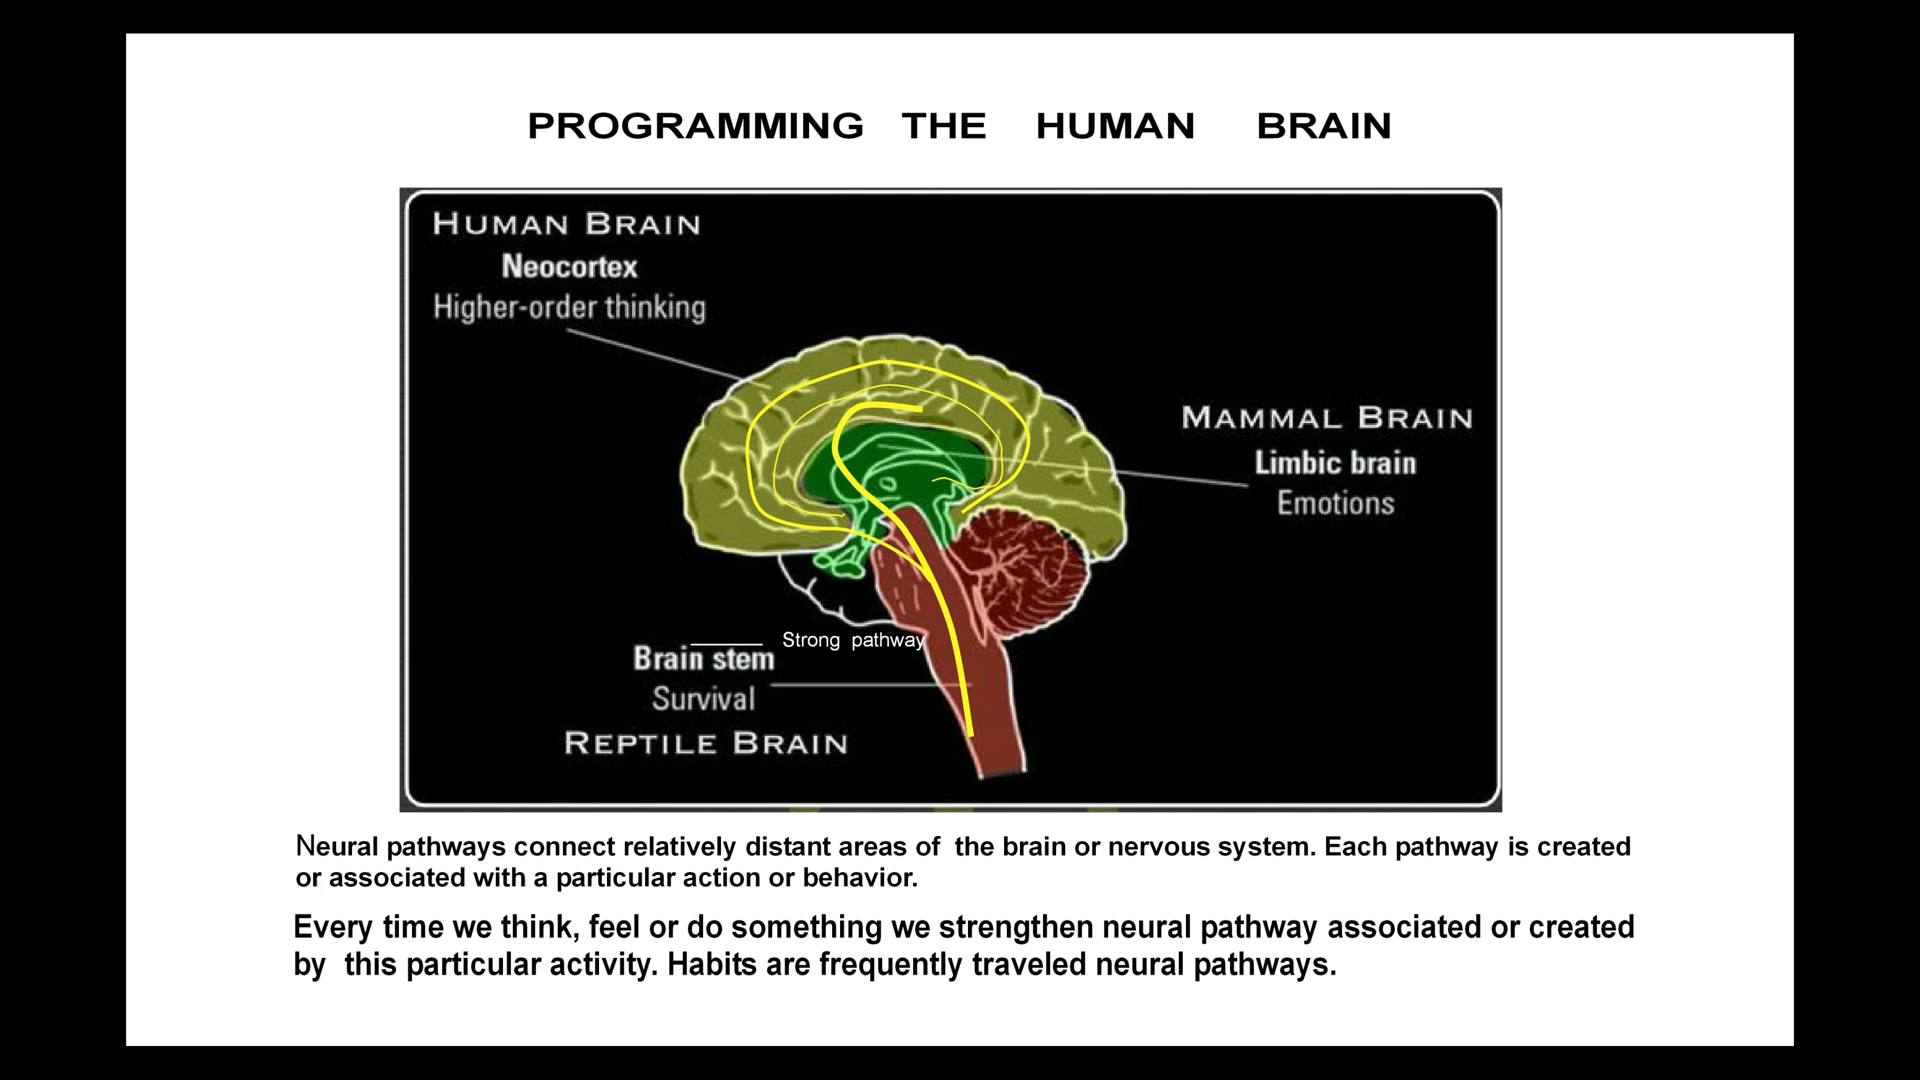 PROGRAMMING THE HUMAN BRAIN
HUMAN BRAIN
Neocortex
Higher-order thinking
MAMMAL BRAIN
Limbic brain
Emotions
Strong pathway
Brain stem
Survival
REPTILE BRAIN
Neural pathways connect relatively distant areas of the brain or nervous system. Each pathway is created
or associated with a particular action or behavior.
Every time we think, feel or do something we strengthen neural pathway associated or created
by this particular activity. Habits are frequently traveled neural pathways.